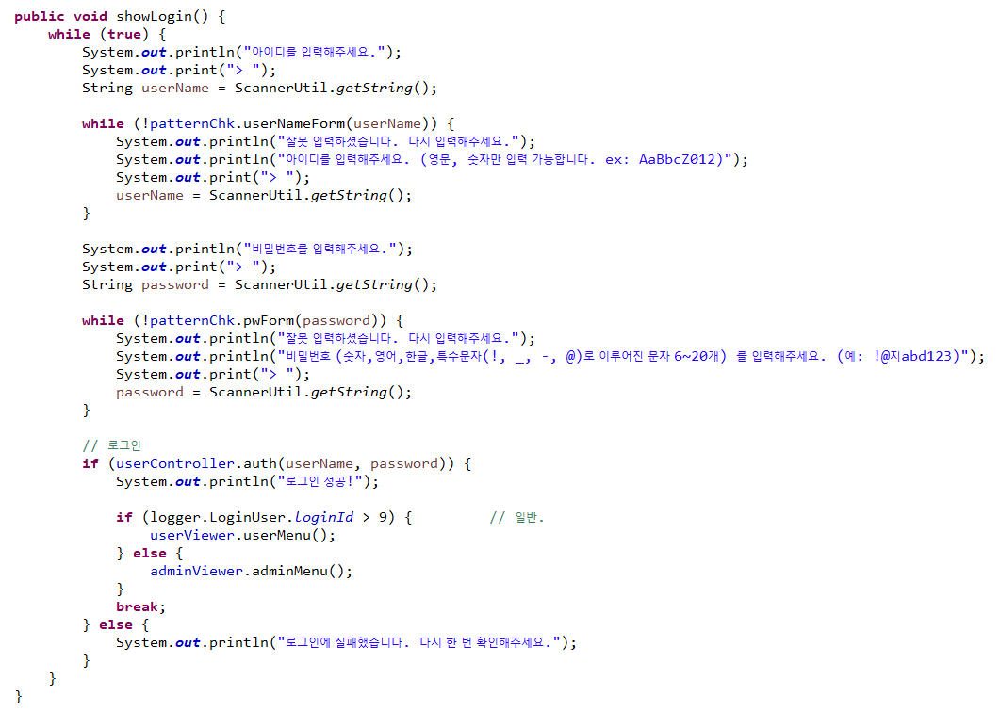 public void showLogin() {
    while (true) {
        System.out.println("아이디를 입력해주세요.");
        System.out.print("> ");
        String userName = ScannerUtil.getString();

        while (!patternChk.userNameForm(userName)) {
            System.out.println("잘못 입력하셨습니다. 다시 입력해주세요.");
            System.out.println("아이디를 입력해주세요. (영문, 숫자만 입력 가능합니다. ex: AaBbcZ012)");
            System.out.print("> ");
            userName = ScannerUtil.getString();
        }

        System.out.println("비밀번호를 입력해주세요.");
        System.out.print("> ");
        String password = ScannerUtil.getString();

        while (!patternChk.pwForm(password)) {
            System.out.println("잘못 입력하셨습니다. 다시 입력해주세요.");
            System.out.println("비밀번호(숫자,영어,한글,특수문자(!, _, -, @)로 이루어진 문자 6~20개) 를 입력해주세요. (예: !@지abd123)");
            System.out.print("> ");
            password = ScannerUtil.getString();
        }

        // 로그인
        if (userController.auth(userName, password)) {
            System.out.println("로그인 성공!");

            if (logger.LoginUser.loginId > 9) {         // 일반.
                userViewer.userMenu();
            } else {
                adminViewer.adminMenu();
            }
            break;
        } else {
            System.out.println("로그인에 실패했습니다. 다시 한 번 확인해주세요.");
        }
    }
}